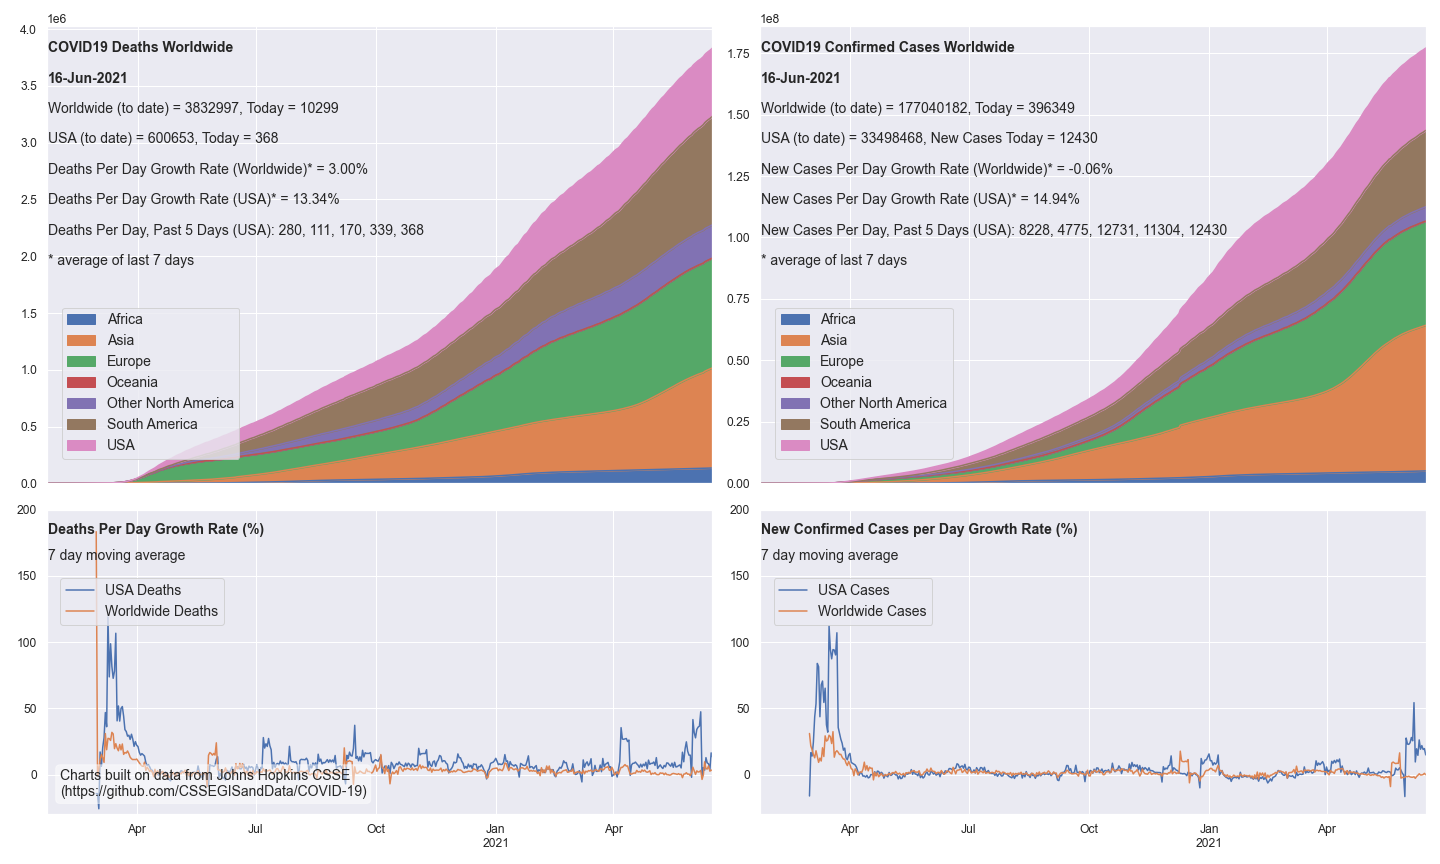 1e6
4.0
3.5
3.0
2.5
2.0
1.5
1.0
0.5
0.0
COVID19 Deaths Worldwide
16-Jun-2021
Worldwide (to date) = 3832997, Today = 10299
USA (to date) = 600653, Today = 368
Deaths Per Day Growth Rate (Worldwide)* = 3.00%
Deaths Per Day Growth Rate (USA)* = 13.34%
Deaths Per Day, Past 5 Days (USA): 280, 111, 170, 339, 368
* average of last 7 days
Africa
Asia
Europe
Oceania
Other North America
South America
USA
1e8
1.75
1.50
1.25
1.00
0.75
0.50
0.25
0.00
COVID19 Confirmed Cases Worldwide
16-Jun-2021
Worldwide (to date) = 177040182, Today = 396349
USA (to date) = 33498468, New Cases Today = 12430
New Cases Per Day Growth Rate (Worldwide)* = -0.06%
New Cases Per Day Growth Rate (USA)* = 14.94%
New Cases Per Day, Past 5 Days (USA): 8228, 4775, 12731, 11304, 12430
* average of last 7 days
Africa
Asia
Europe
Oceania
Other North America
South America
USA
200
150
100
50
0
Deaths Per Day Growth Rate (%)
7 day moving average
USA Deaths
Worldwide Deaths
Charts built on data from Johns Hopkins CSSE
(https://github.com/CSSEGISandData/COVID-19)
Apr
Jul
Oct
Jan
2021
Apr
200
150
100
50
0
New Confirmed Cases per Day Growth Rate (%)
7 day moving average
USA Cases
Worldwide Cases
Apr
Jul
Oct
Jan
2021
Apr